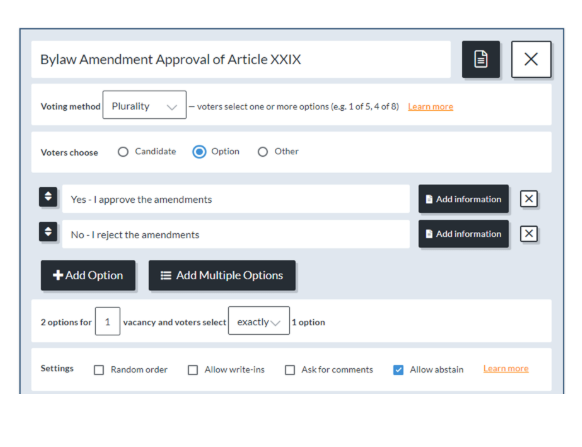 Bylaw Amendment Approval of Article XXIX
Voting method Plurality — voters select one or more options (e.g. 1 of 5, 4 of 8) Learn more
Voters choose Candidate Option Other
Yes - I approve the amendments Add information
No - I reject the amendments Add information
Add Option Add Multiple Options
2 options for 1 vacancy and voters select exactly 1 option
Settings Random order Allow write-ins Ask for comments Allow abstain Learn more